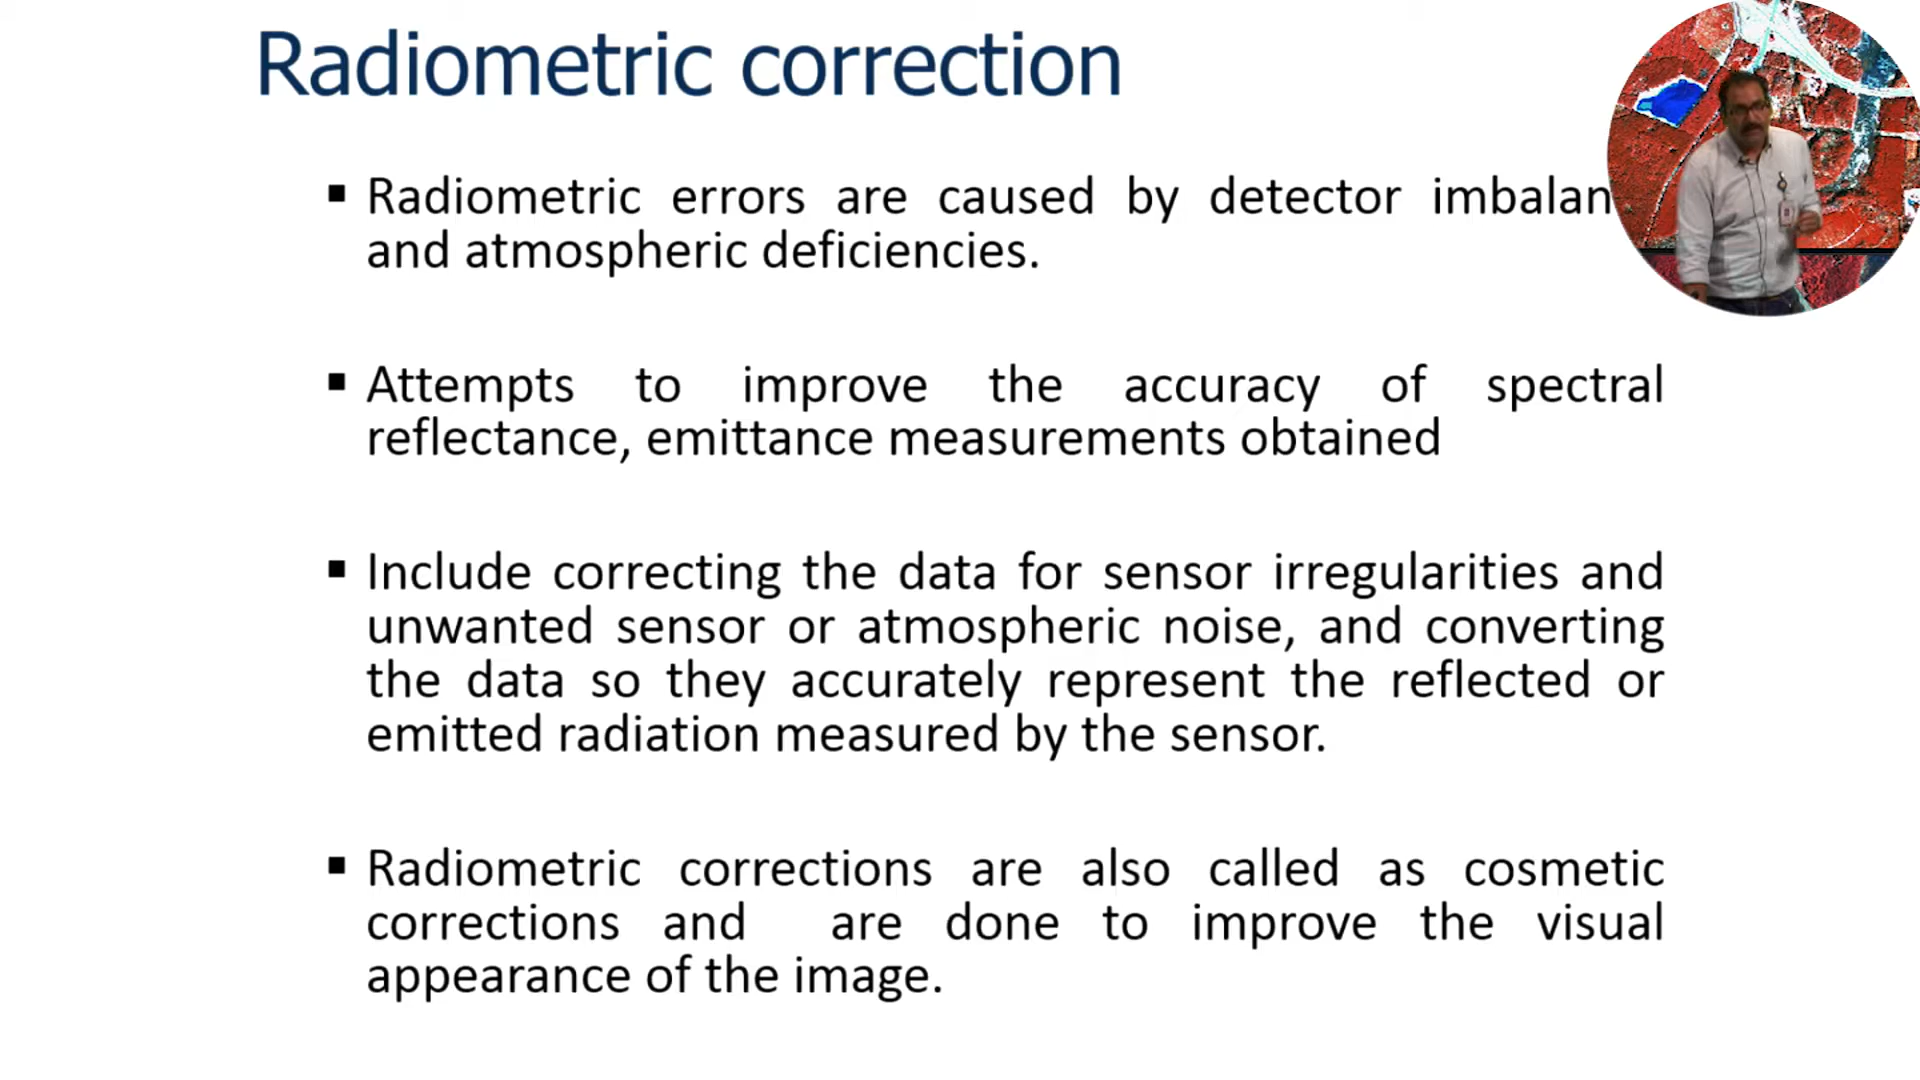 Radiometric correction
▪ Radiometric errors are caused by detector
and atmospheric deficiencies.
▪ Attempts to improve the accuracy of spectral
reflectance, emittance measurements obtained
▪ Include correcting the data for sensor irregularities and
unwanted sensor or atmospheric noise, and converting
the data so they accurately represent the reflected or
emitted radiation measured by the sensor.
▪ Radiometric corrections are also called as cosmetic
corrections and are done to improve the visual
appearance of the image.